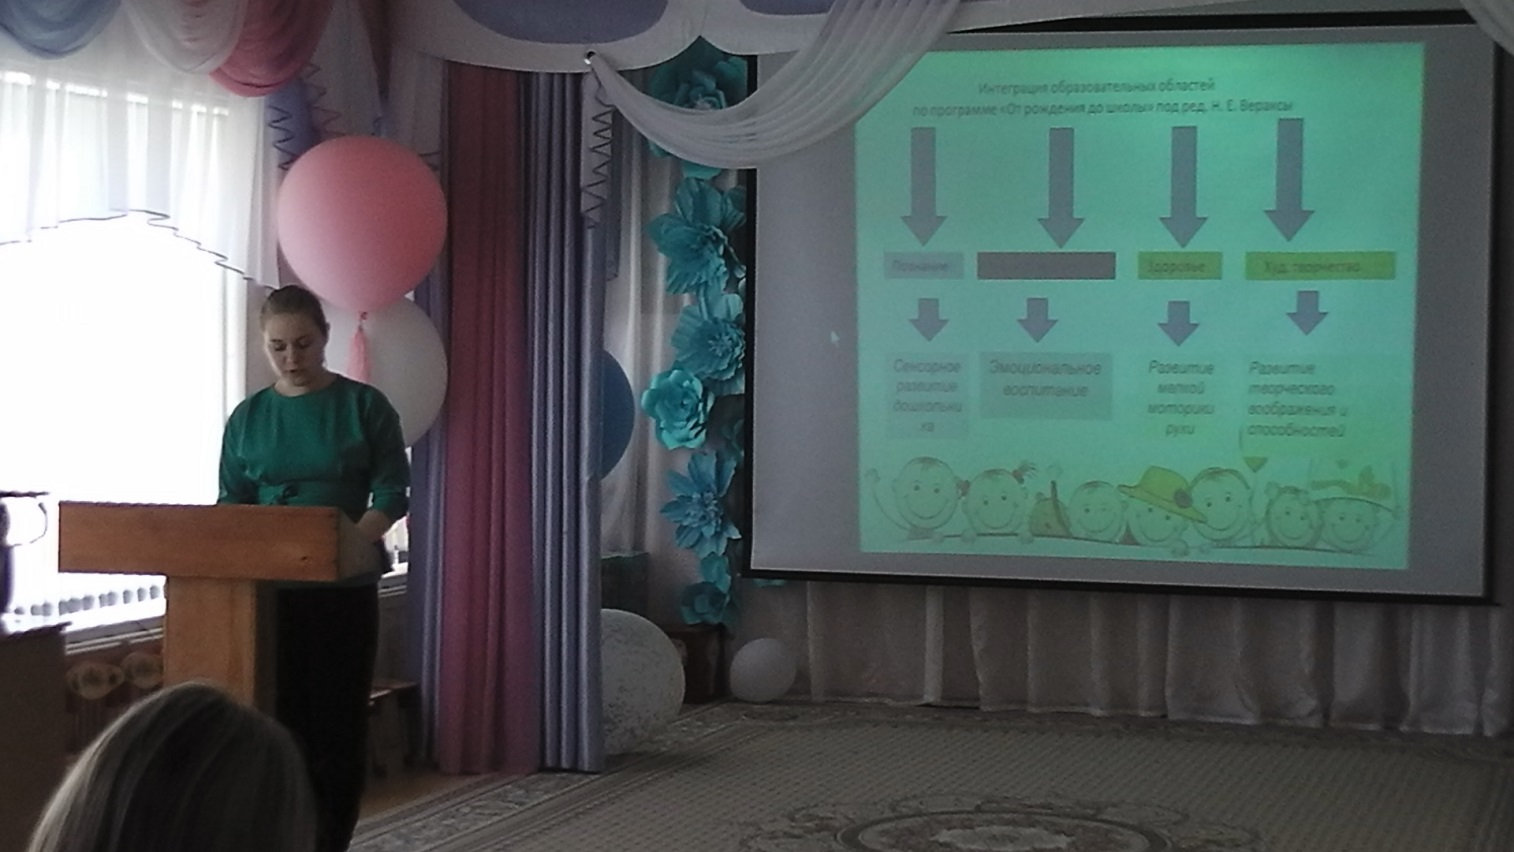 Интеграция образовательных областей
по программе «От рождения до школы» под ред. Н. Е. Вераксы
Познание
Здоровье
Худ. творчество
Сенсорное
развитие
дошкольни
ка
Эмоциональное
воспитание
Развитие
мелкой
моторики
руки
Развитие
творческого
воображения и
способностей